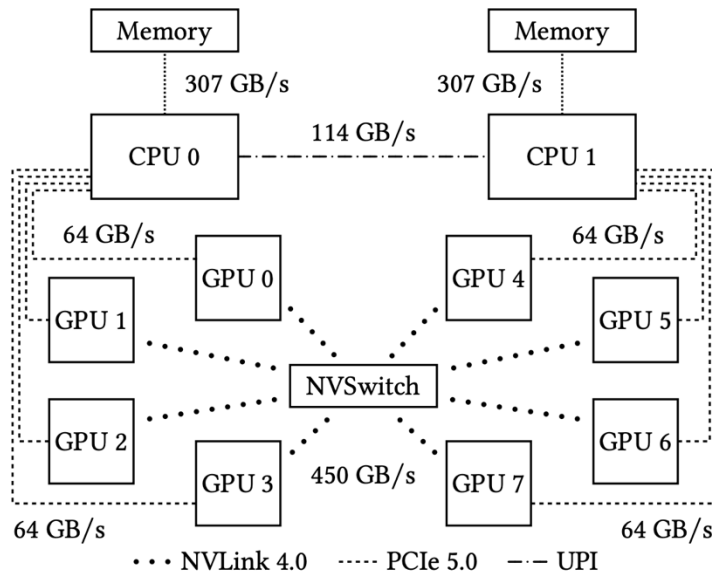 Memory
Memory
307 GB/s
307 GB/s
CPU 0
114 GB/s
CPU 1
64 GB/s
64 GB/s
GPU 0
GPU 4
GPU 1
GPU 5
NVSwitch
GPU 2
GPU 6
GPU 3
450 GB/s
GPU 7
64 GB/s
64 GB/s
NVLink 4.0
PCIe 5.0
UPI